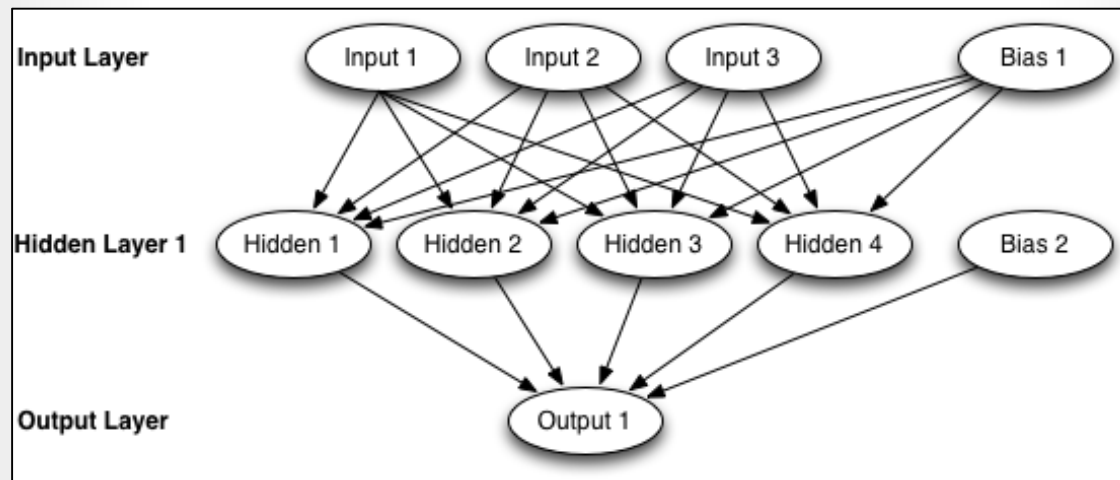 Input Layer Input 1 Input 2 Input 3 Bias 1
Hidden Layer 1 Hidden 1 Hidden 2 Hidden 3 Hidden 4 Bias 2
Output Layer Output 1